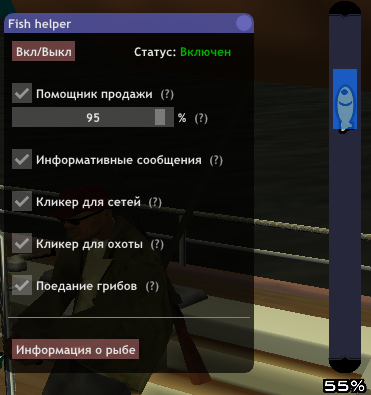 Fish helper
Вкл/Выкл Статус: Включен
Помощник продажи (?)
95 % (?)
Информативные сообщения (?)
Кликер для сетей (?)
Кликер для охоты (?)
Поедание грибов (?)
Информация о рыбе
55%